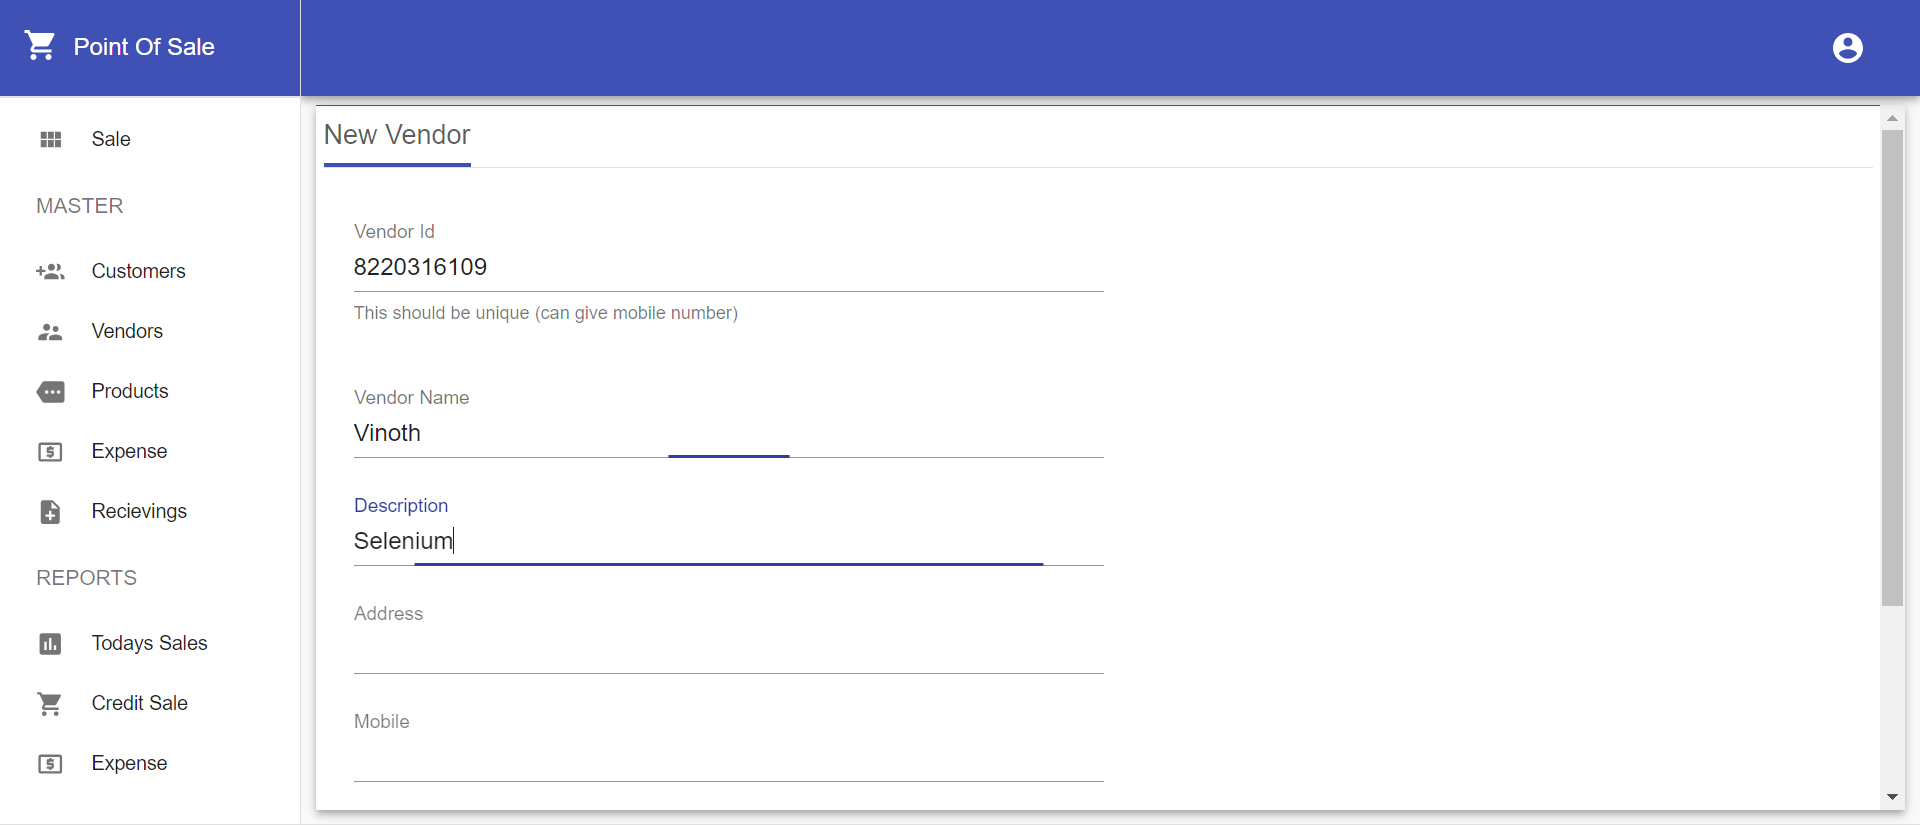 Point Of Sale
Sale
MASTER
Customers
Vendors
Products
Expense
Recievings
REPORTS
Todays Sales
Credit Sale
Expense
New Vendor
Vendor Id
8220316109
This should be unique (can give mobile number)
Vendor Name
Vinoth
Description
Selenium
Address
Mobile